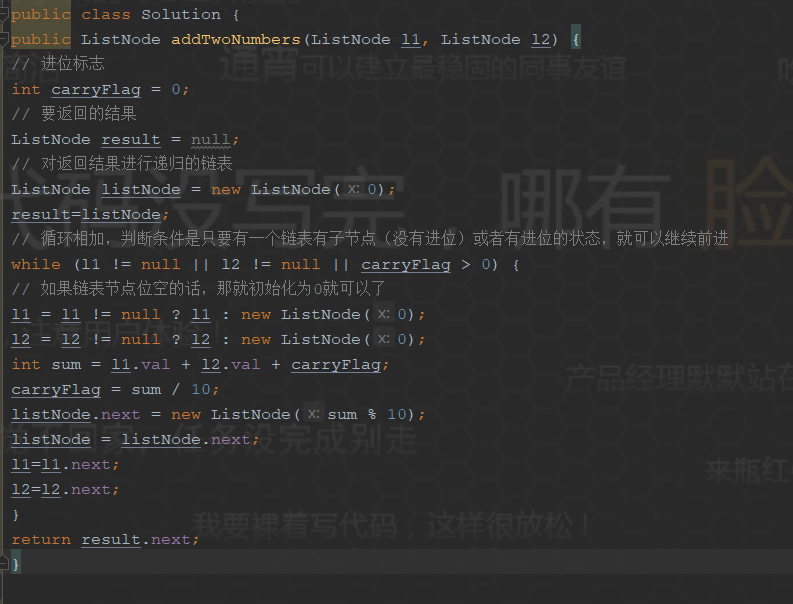 public class Solution {
public ListNode addTwoNumbers(ListNode l1, ListNode l2) {
// 进位标志
通宵可以建立最稳固的同事友谊
int carryFlag = 0;
// 要返回的结果
ListNode result = null;
// 对返回结果进行递归的链表
ListNode listNode = new ListNode( x: 0);
代码没写完，哪有脸
result=listNode;
// 循环相加，判断条件是只要有一个链表有子节点（没有进位）或者有进位的状态，就可以继续前进
while (l1 != null || l2 != null || carryFlag > 0) {
// 如果链表节点位空的话，那就初始化为0就可以了
l1 = l1 != null ? l1 : new ListNode( x: 0);
l2 = l2 != null ? l2 : new ListNode( x: 0);
int sum = l1.val + l2.val + carryFlag;
产品经理默默站在
carryFlag = sum / 10;
listNode.next = new ListNode( x: sum % 10);
listNode = listNode.next;
不回家，任务没完成别走
l1=l1.next;
来瓶红
l2=l2.next;
}
我要裸着写代码，这样很放松！
return result.next;
}